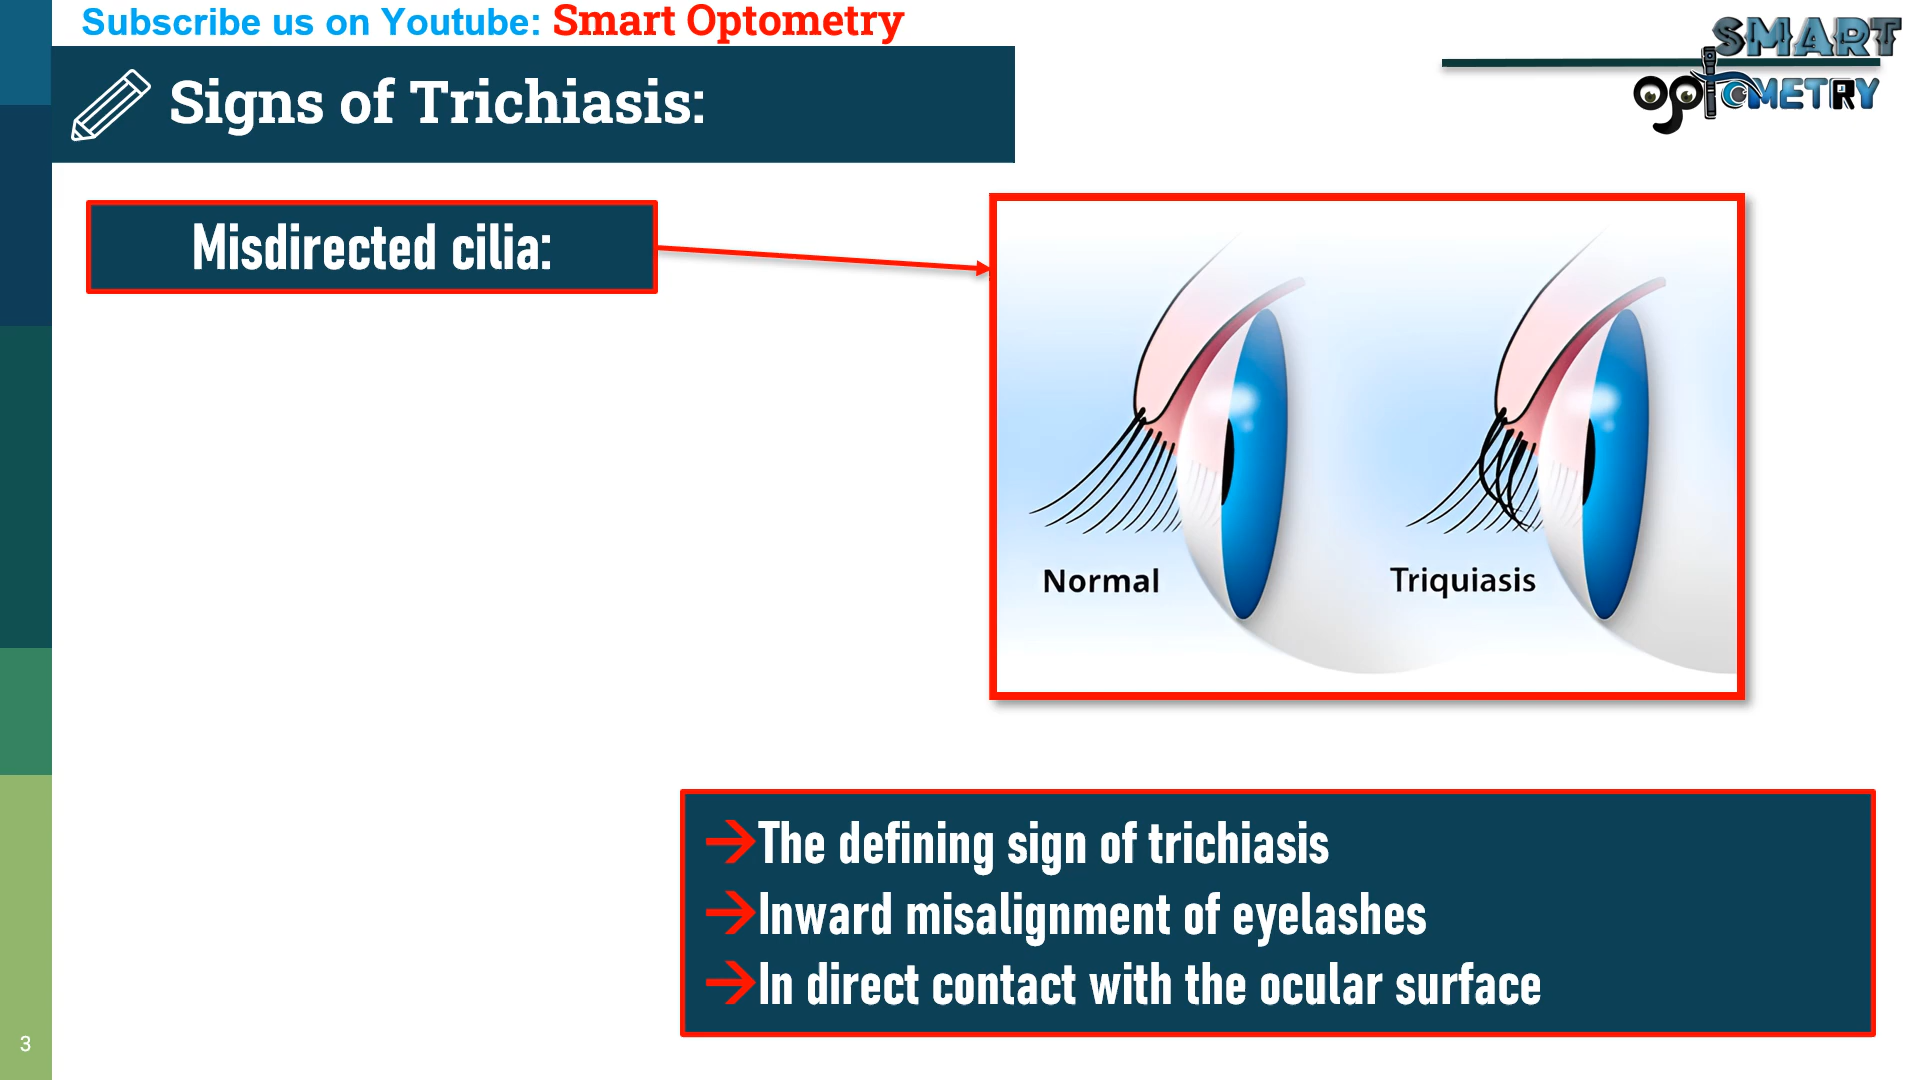 Subscribe us on Youtube: Smart Optometry
SMART
OPTOMETRY
Signs of Trichiasis:
Misdirected cilia:
Normal
Triquiasis
→The defining sign of trichiasis
→Inward misalignment of eyelashes
→In direct contact with the ocular surface
3